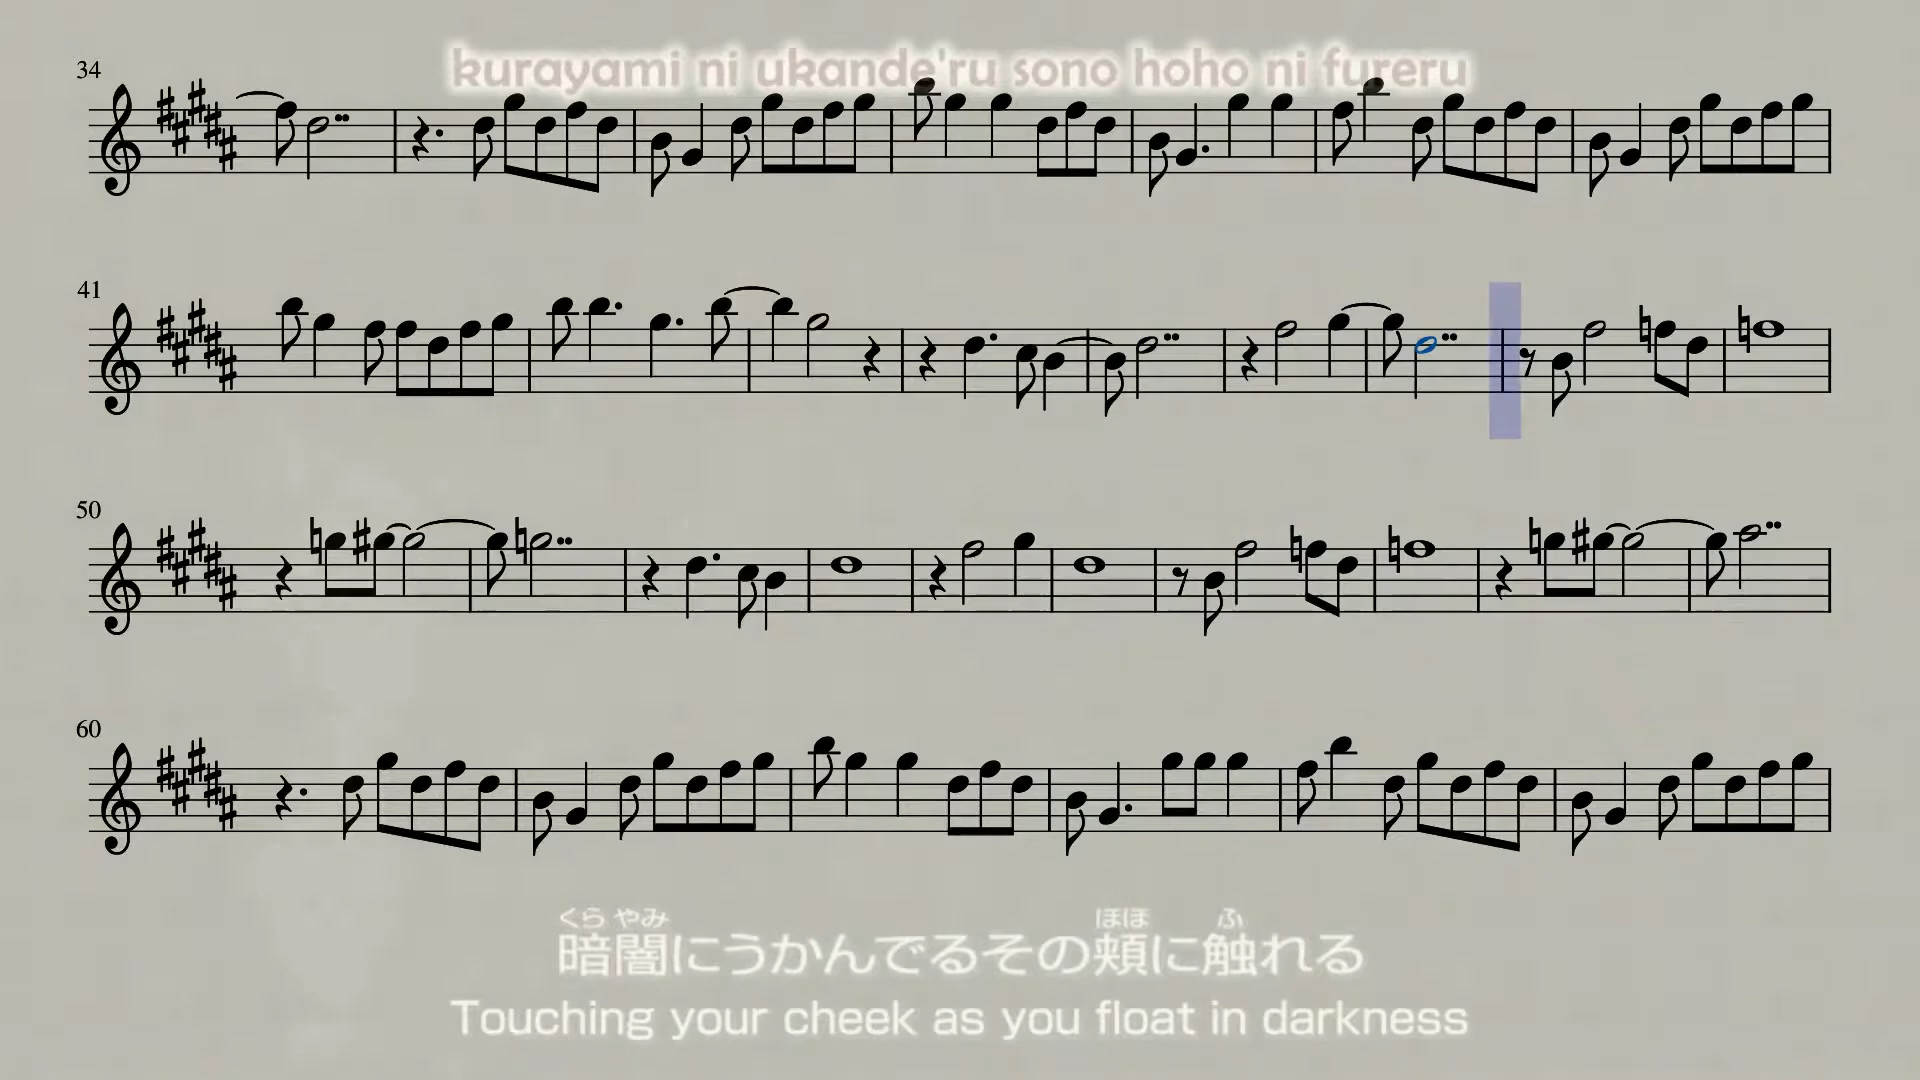 kurayami ni ukande'ru sono hoho ni fureru
34
41
50
60
くら やみ ほほ ふ
暗闇にうかんでるその頬に触れる
Touching your cheek as you float in darkness